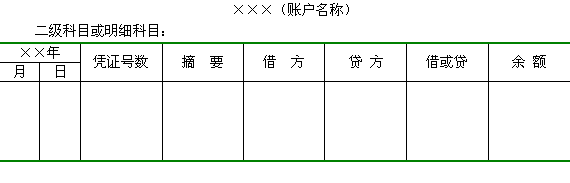 ×××（账户名称）
二级科目或明细科目：
××年 凭证号数 摘 要 借 方 贷 方 借或贷 余 额
月 日